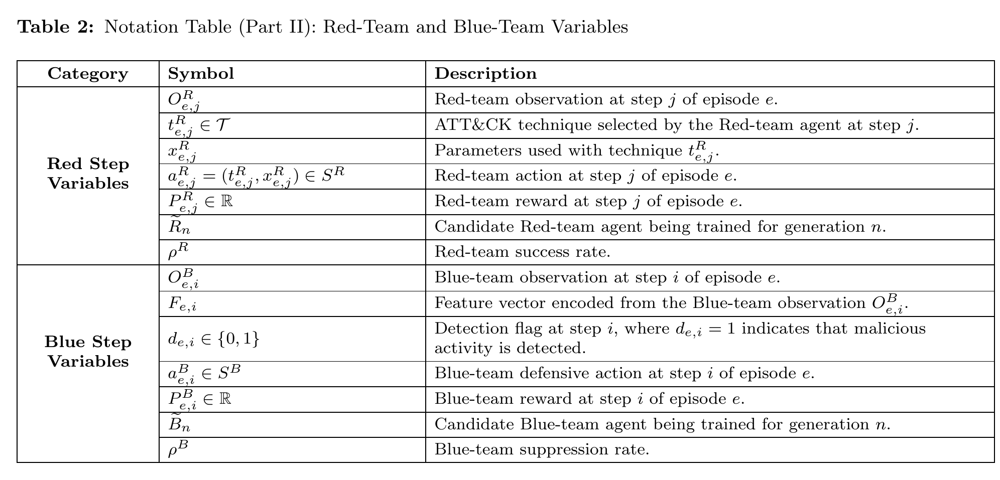 Table 2: Notation Table (Part II): Red-Team and Blue-Team Variables
Category Symbol Description
Red Step
Variables
$O^R_{e,j}$ Red-team observation at step $j$ of episode $e$.
$t^R_{e,j} \in \mathcal{T}$ ATT&CK technique selected by the Red-team agent at step $j$.
$x^R_{e,j}$ Parameters used with technique $t^R_{e,j}$.
$a^R_{e,j} = (t^R_{e,j}, x^R_{e,j}) \in S^R$ Red-team action at step $j$ of episode $e$.
$P^R_{e,j} \in \mathbb{R}$ Red-team reward at step $j$ of episode $e$.
$\widetilde{R}_n$ Candidate Red-team agent being trained for generation $n$.
$\rho^R$ Red-team success rate.
Blue Step
Variables
$O^B_{e,i}$ Blue-team observation at step $i$ of episode $e$.
$F_{e,i}$ Feature vector encoded from the Blue-team observation $O^B_{e,i}$.
$d_{e,i} \in \{0, 1\}$ Detection flag at step $i$, where $d_{e,i} = 1$ indicates that malicious
activity is detected.
$a^B_{e,i} \in S^B$ Blue-team defensive action at step $i$ of episode $e$.
$P^B_{e,i} \in \mathbb{R}$ Blue-team reward at step $i$ of episode $e$.
$\widetilde{B}_n$ Candidate Blue-team agent being trained for generation $n$.
$\rho^B$ Blue-team suppression rate.